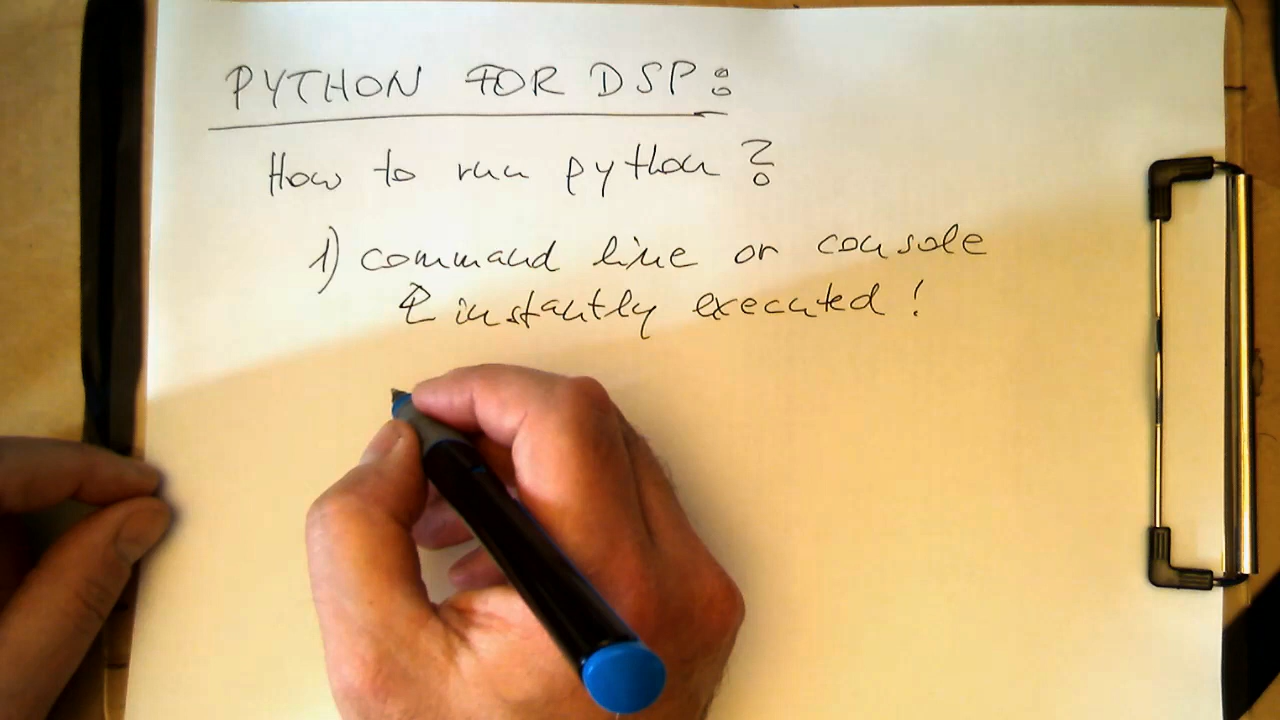 PYTHON FOR DSP:
How to run python?
1) command line or console
instantly executed!